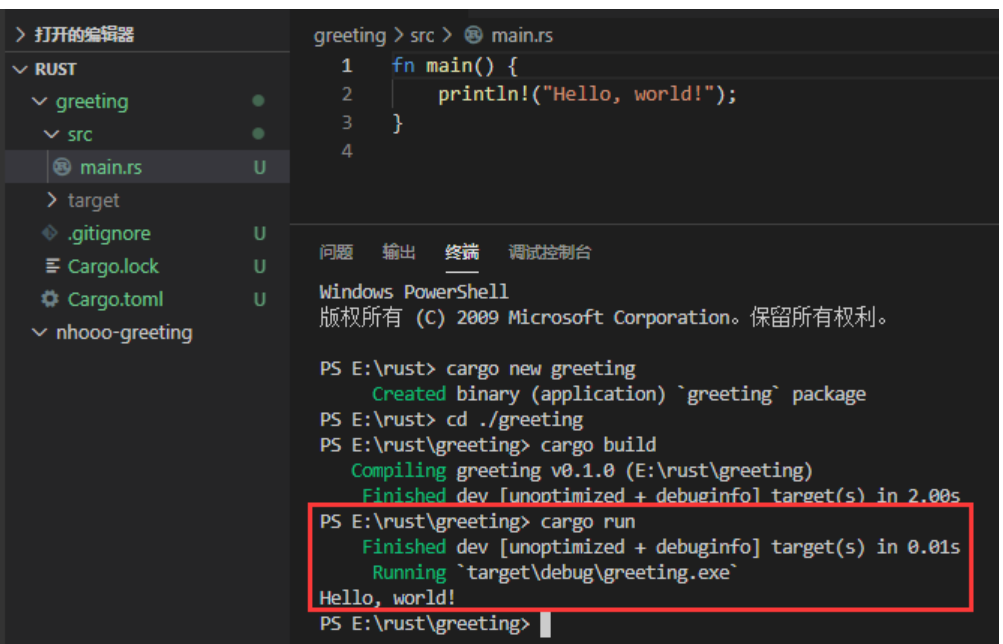 打开的编辑器
RUST
greeting
src
main.rs U
target
.gitignore U
Cargo.lock U
Cargo.toml U
nhooo-greeting
greeting > src > main.rs
1 fn main() {
2 println!("Hello, world!");
3 }
4
问题 输出 终端 调试控制台
Windows PowerShell
版权所有 (C) 2009 Microsoft Corporation。保留所有权利。
PS E:\rust> cargo new greeting
Created binary (application) `greeting` package
PS E:\rust> cd ./greeting
PS E:\rust\greeting> cargo build
Compiling greeting v0.1.0 (E:\rust\greeting)
Finished dev [unoptimized + debuginfo] target(s) in 2.00s
PS E:\rust\greeting> cargo run
Finished dev [unoptimized + debuginfo] target(s) in 0.01s
Running `target\debug\greeting.exe`
Hello, world!
PS E:\rust\greeting>